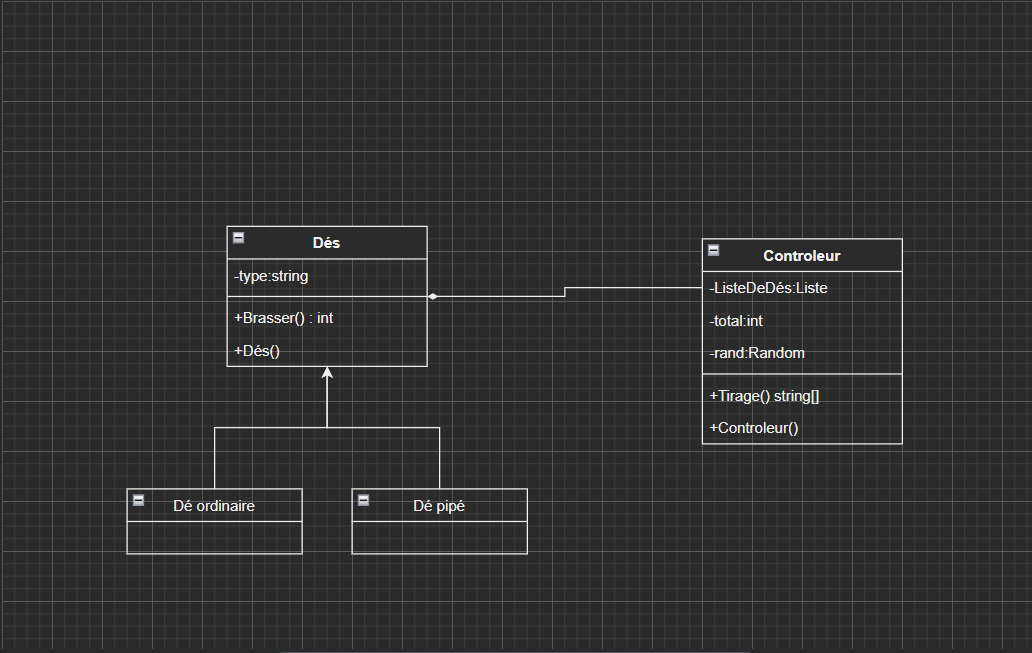 Dés
-type:string
+Brasser() : int
+Dés()
Controleur
-ListeDeDés:Liste
-total:int
-rand:Random
+Tirage() string[]
+Controleur()
Dé ordinaire
Dé pipé